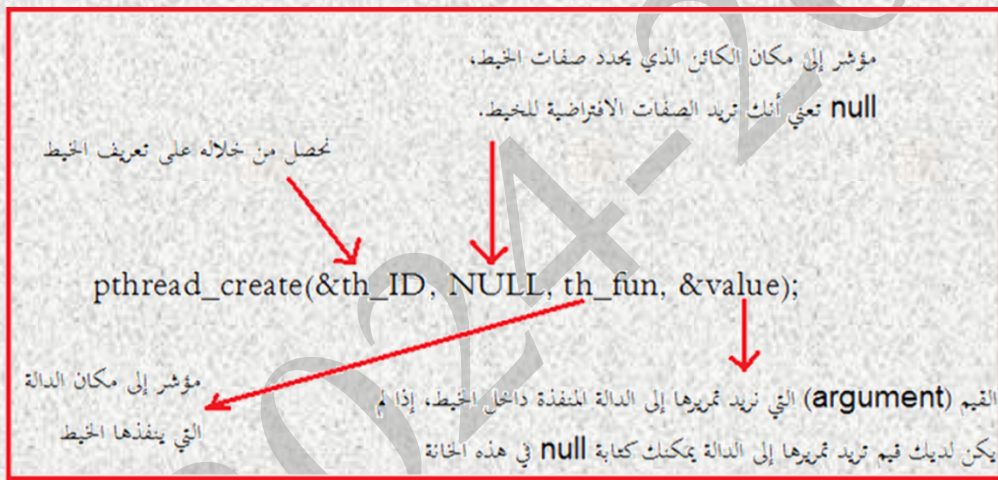 مؤشر إلى مكان الكائن الذي يحدد صفات الخيط،
null تعني أنك تريد الصفات الافتراضية للخيط.
نحصل من خلاله على تعريف الخيط
pthread_create(&th_ID, NULL, th_fun, &value);
مؤشر إلى مكان الدالة
التي ينفذها الخيط
القيم (argument) التي نريد تمريرها إلى الدالة المنفذة داخل الخيط، إذا لم
يكن لديك قيم تريد تمريرها إلى الدالة يمكنك كتابة null في هذه الخانة